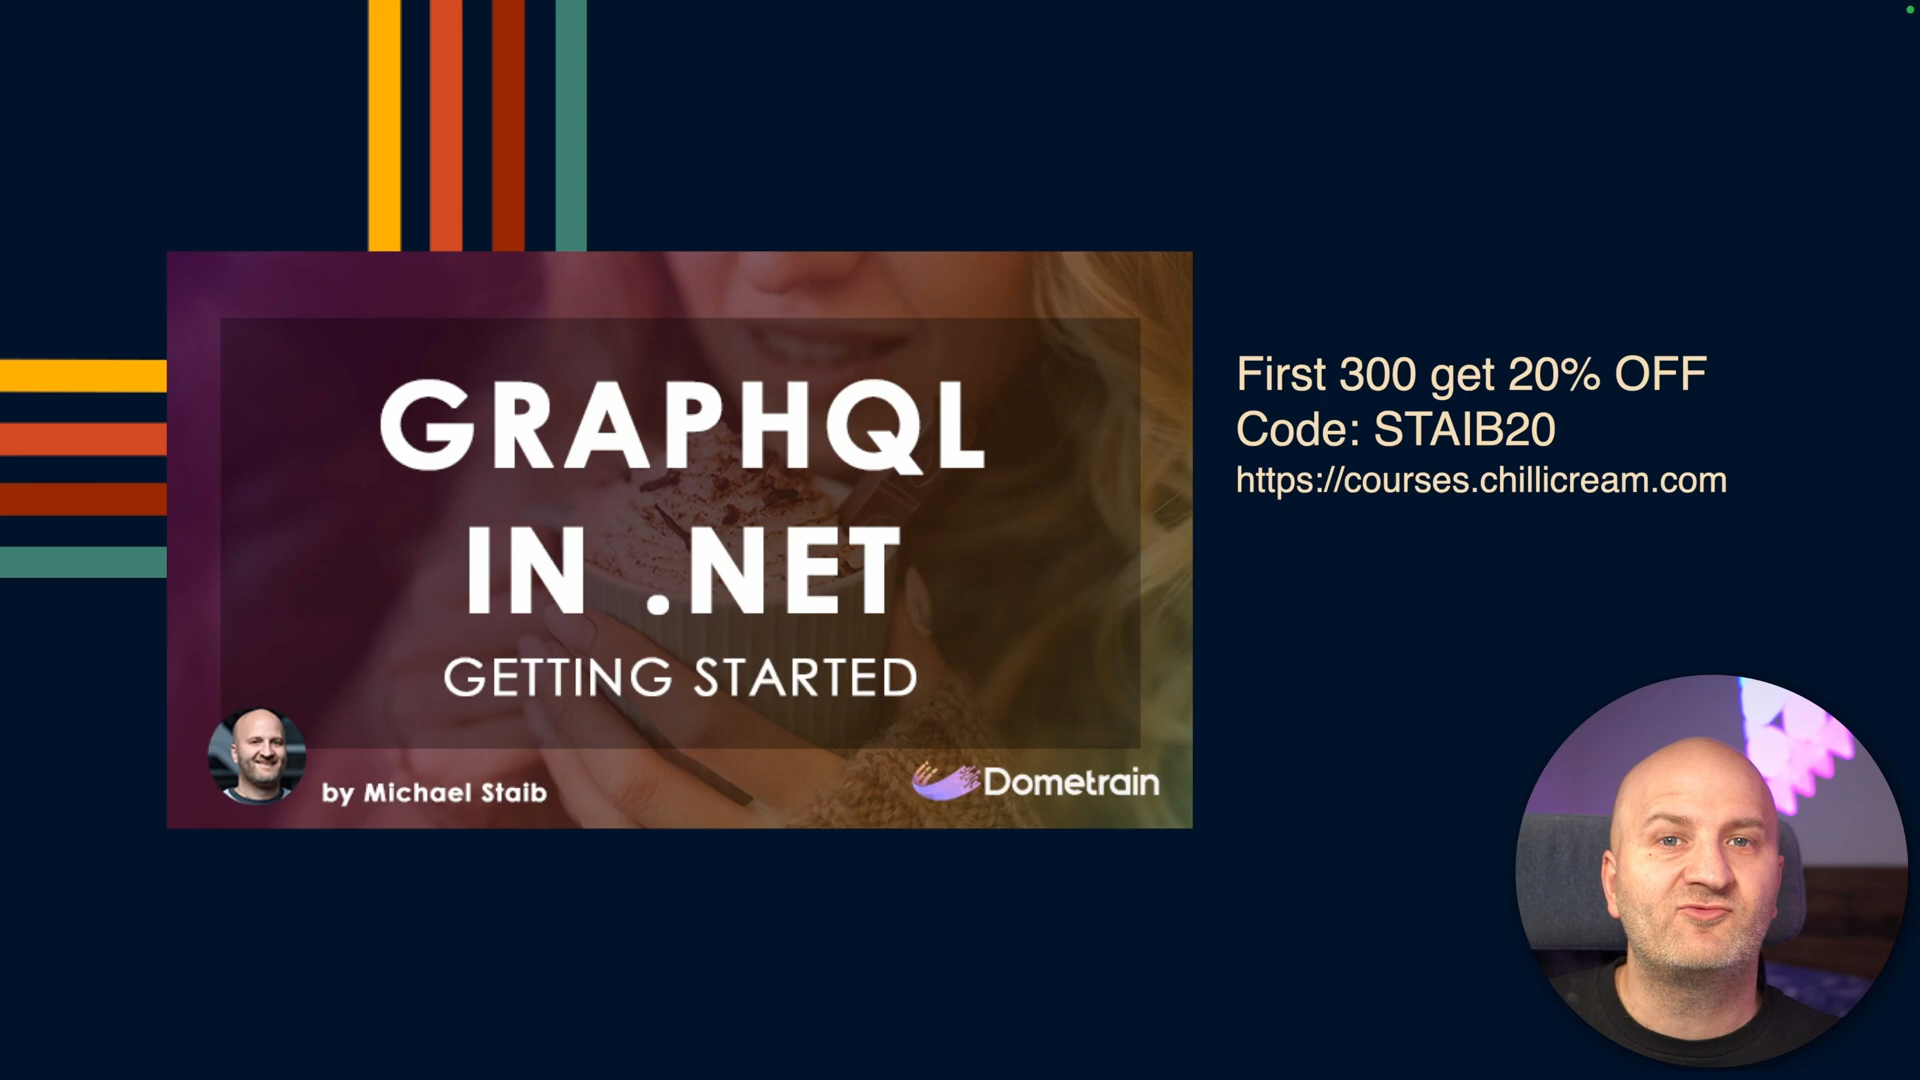 GRAPHQL
IN .NET
GETTING STARTED
by Michael Staib
Dometrain
First 300 get 20% OFF
Code: STAIB20
https://courses.chillicream.com